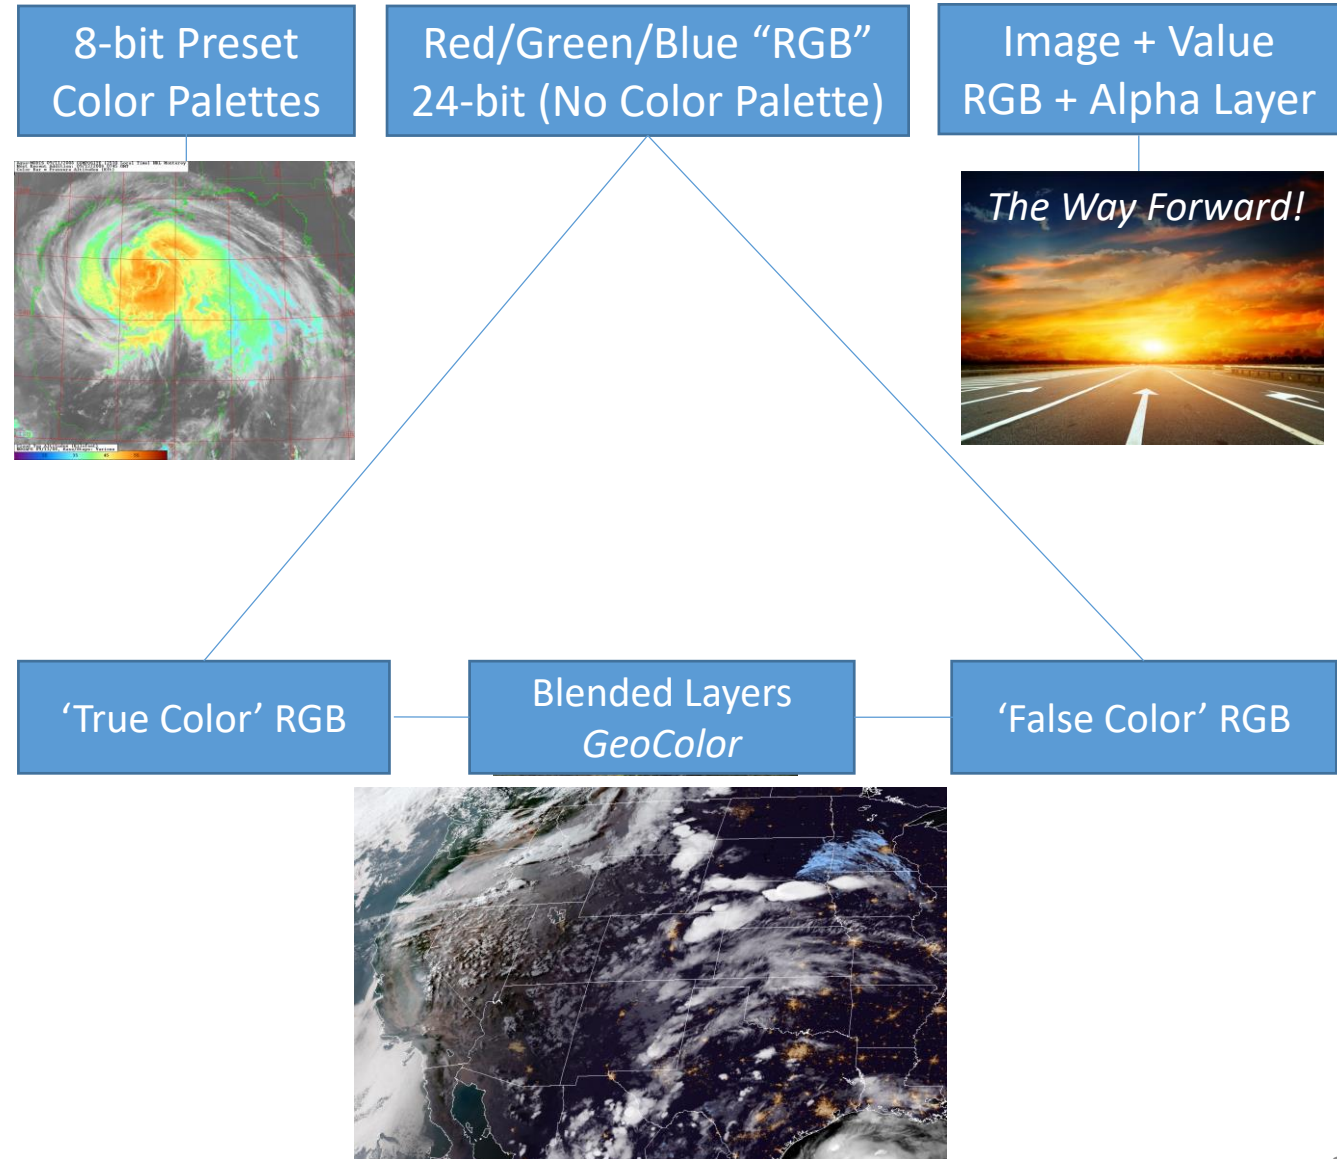 8-bit Preset
Color Palettes
Red/Green/Blue “RGB”
24-bit (No Color Palette)
Image + Value
RGB + Alpha Layer
The Way Forward!
‘True Color’ RGB
Blended Layers
GeoColor
‘False Color’ RGB